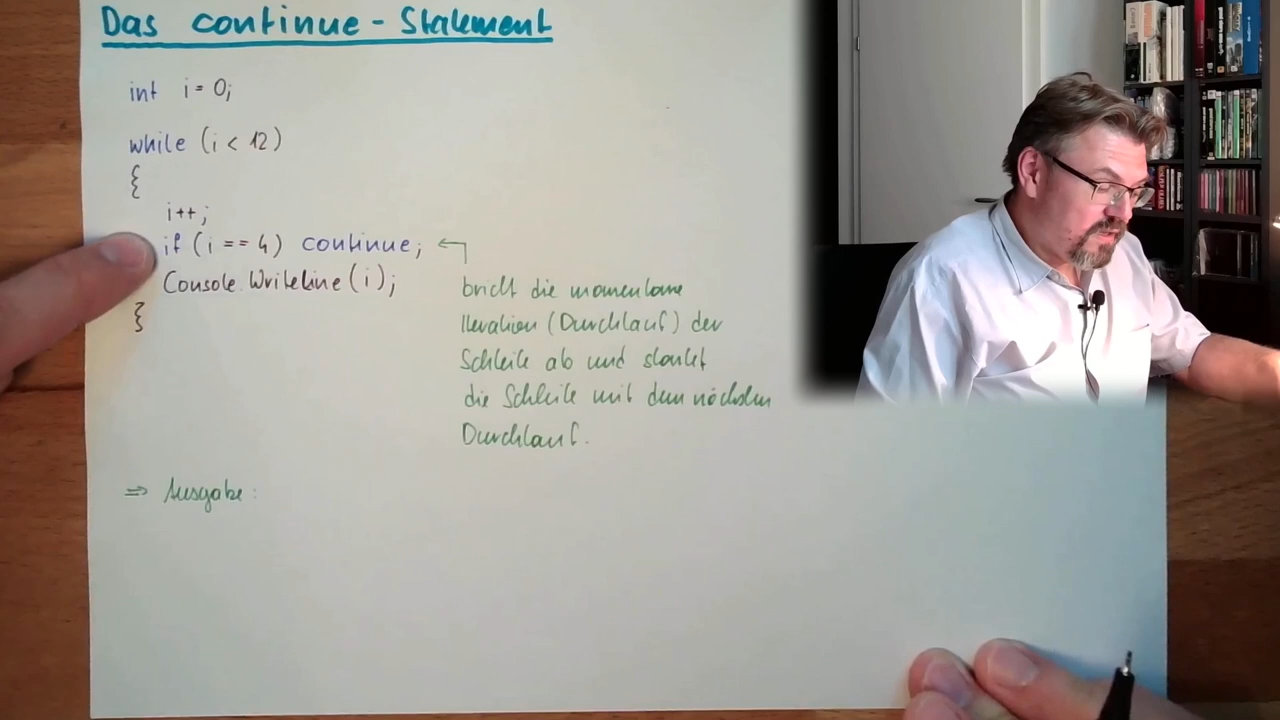 Das continue-Statement
int i = 0;
while (i < 12)
{
i++;
if (i == 4) continue;
Console.WriteLine(i);
}
bricht die momentane
Iteration (Durchlauf) der
Schleife ab und startet
die Schleife mit dem nächsten
Durchlauf.
⇒ Ausgabe: